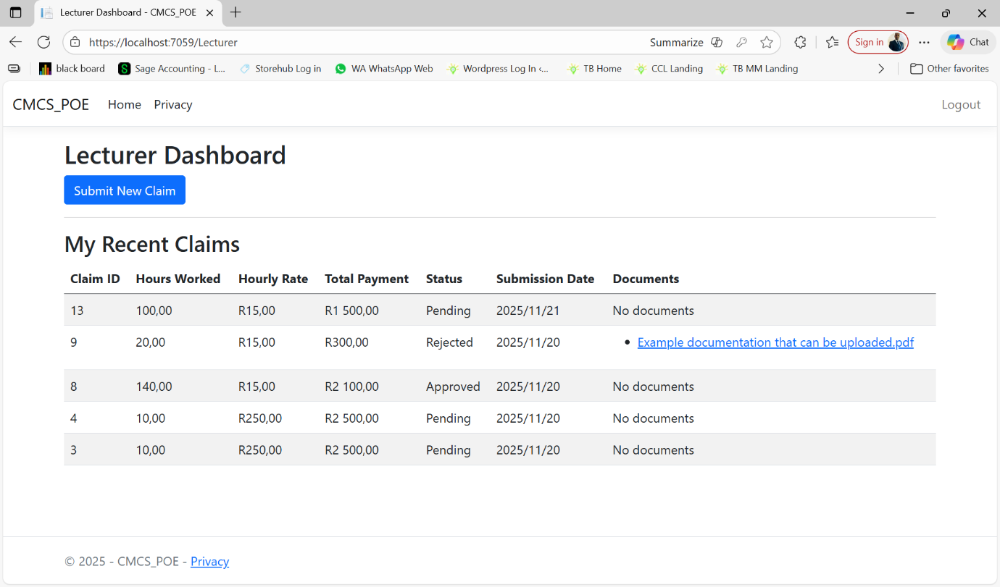 Lecturer Dashboard - CMCS_POE
https://localhost:7059/Lecturer Summarize Sign in Chat
black board Sage Accounting - L... Storehub Log in WA WhatsApp Web Wordpress Log In ‹... TB Home CCL Landing TB MM Landing Other favorites
CMCS_POE Home Privacy Logout
Lecturer Dashboard
Submit New Claim
My Recent Claims
Claim ID Hours Worked Hourly Rate Total Payment Status Submission Date Documents
13 100,00 R15,00 R1 500,00 Pending 2025/11/21 No documents
9 20,00 R15,00 R300,00 Rejected 2025/11/20 • Example documentation that can be uploaded.pdf
8 140,00 R15,00 R2 100,00 Approved 2025/11/20 No documents
4 10,00 R250,00 R2 500,00 Pending 2025/11/20 No documents
3 10,00 R250,00 R2 500,00 Pending 2025/11/20 No documents
© 2025 - CMCS_POE - Privacy